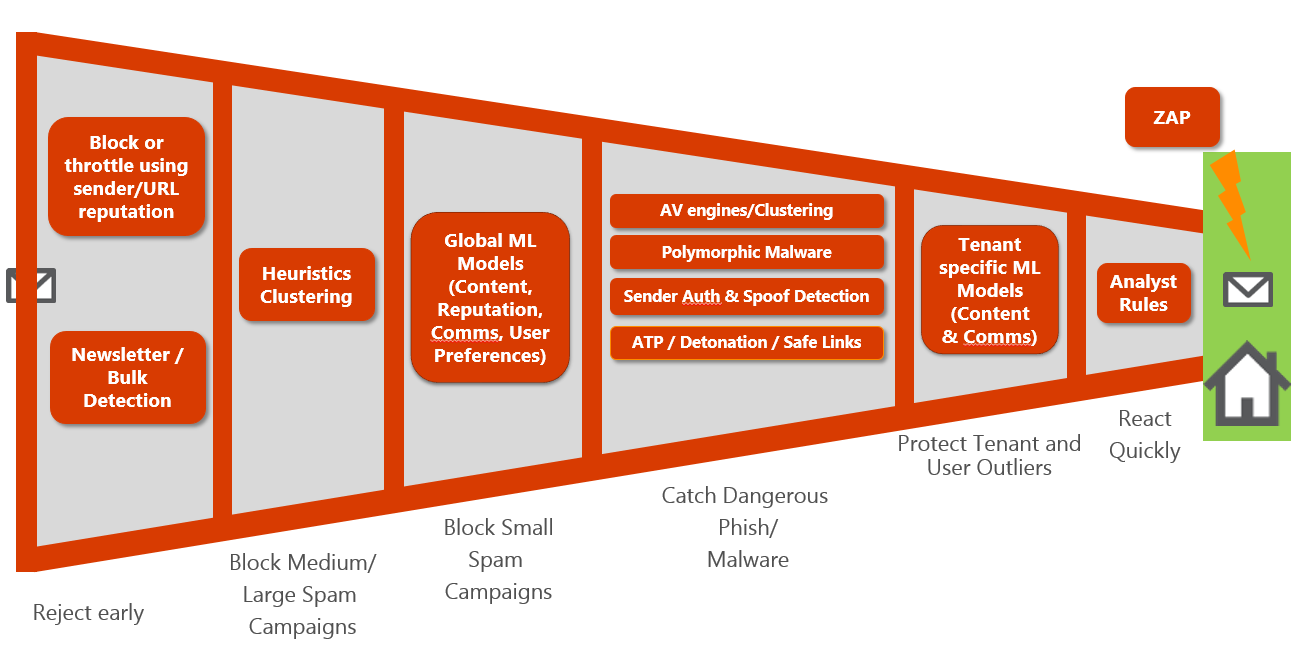 Block or
throttle using
sender/URL
reputation
Newsletter /
Bulk
Detection
Reject early
Heuristics
Clustering
Block Medium/
Large Spam
Campaigns
Global ML
Models
(Content,
Reputation,
Comms, User
Preferences)
Block Small
Spam
Campaigns
AV engines/Clustering
Polymorphic Malware
Sender Auth & Spoof Detection
ATP / Detonation / Safe Links
Catch Dangerous
Phish/
Malware
Tenant
specific ML
Models
(Content
& Comms)
Protect Tenant and
User Outliers
Analyst
Rules
React
Quickly
ZAP